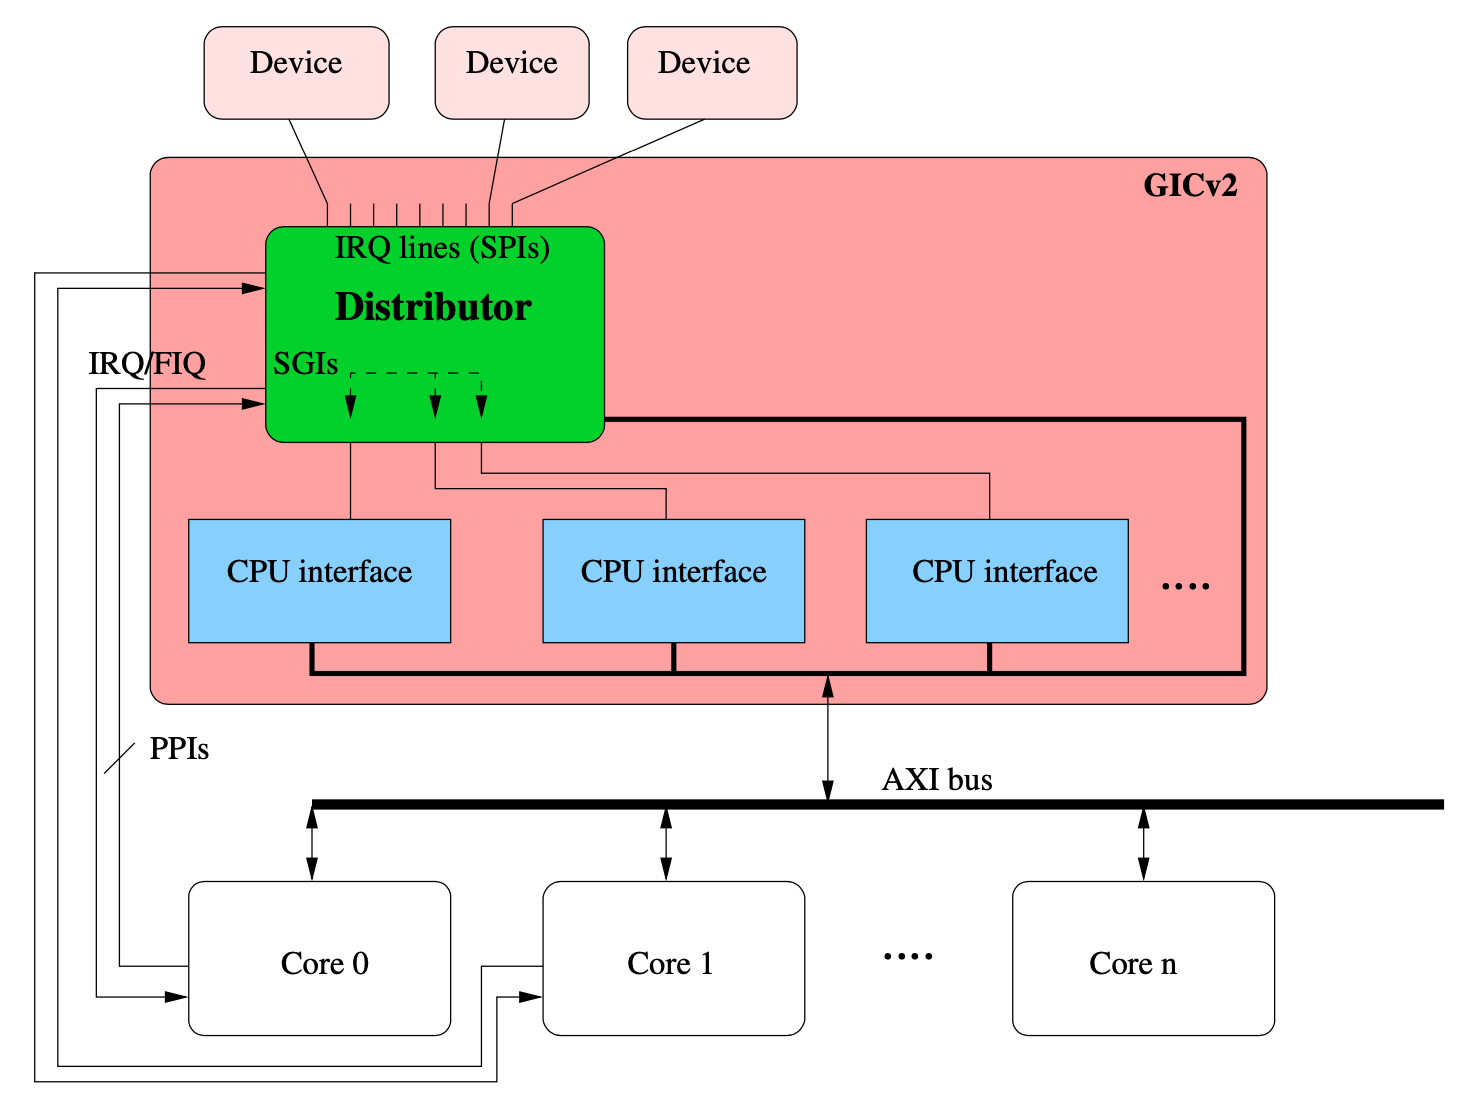 Device
Device
Device
GICv2
IRQ lines (SPIs)
Distributor
IRQ/FIQ
SGIs
CPU interface
CPU interface
CPU interface
....
PPIs
AXI bus
Core 0
Core 1
....
Core n